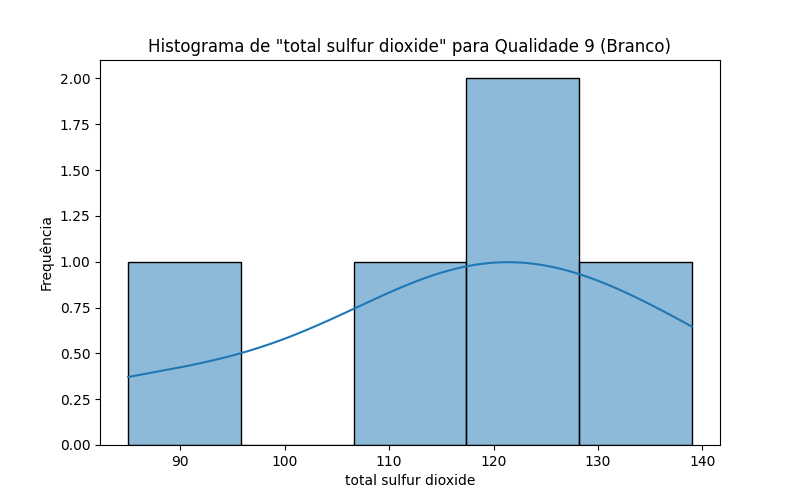 Histograma de "total sulfur dioxide" para Qualidade 9 (Branco)
2.00
1.75
1.50
1.25
1.00
0.75
0.50
0.25
0.00
Frequência
90 100 110 120 130 140
total sulfur dioxide